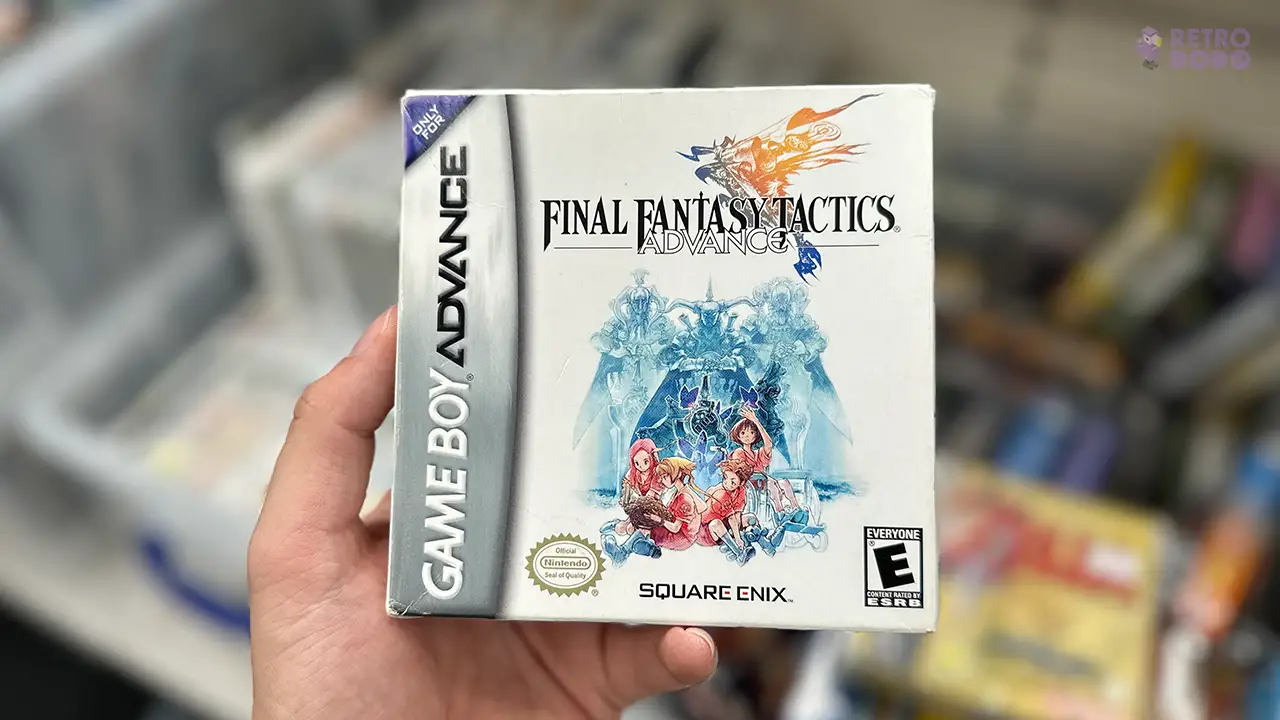 RETRO
DODO
ONLY
FOR
GAME BOY ADVANCE
FINAL FANTASY TACTICS®
ADVANCE
Official
Nintendo
Seal of Quality
®
SQUARE ENIX™
EVERYONE
E
®
CONTENT RATED BY
ESRB